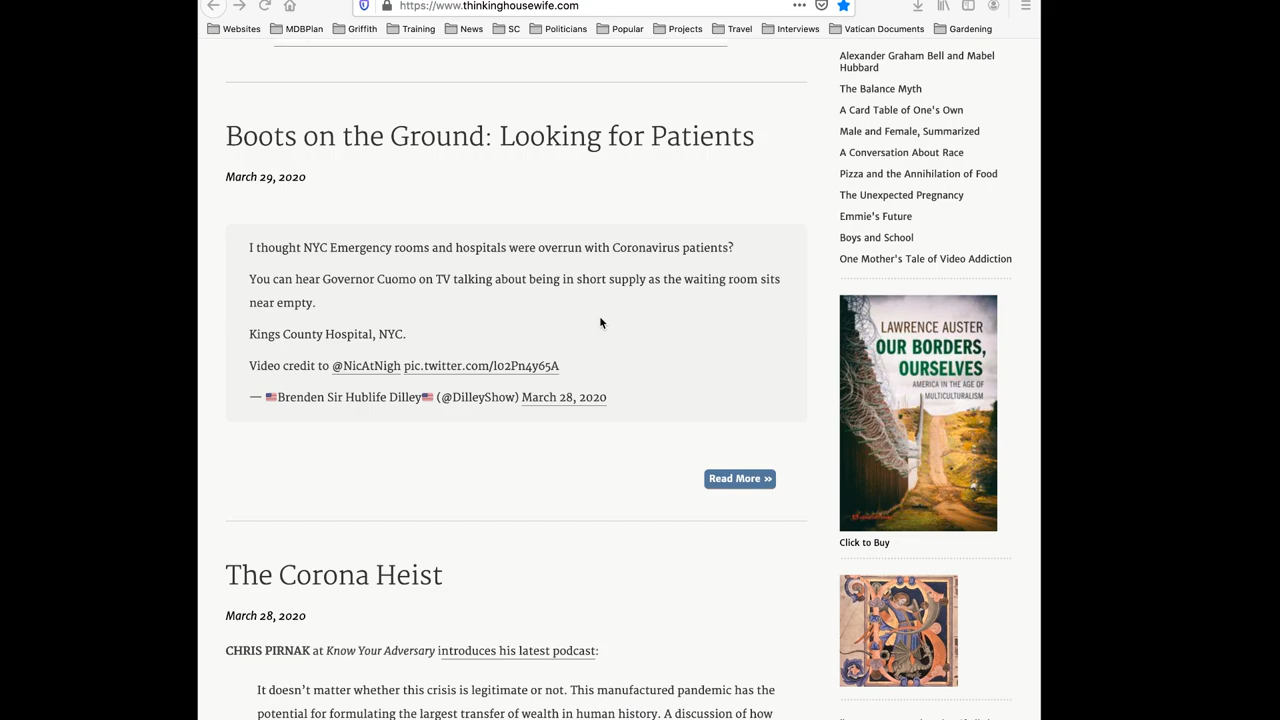 https://www.thinkinghousewife.com
Websites MDBPlan Griffith Training News SC Politicians Popular Projects Travel Interviews Vatican Documents Gardening
Boots on the Ground: Looking for Patients
March 29, 2020
I thought NYC Emergency rooms and hospitals were overrun with Coronavirus patients?
You can hear Governor Cuomo on TV talking about being in short supply as the waiting room sits
near empty.
Kings County Hospital, NYC.
Video credit to @NicAtNigh pic.twitter.com/l02Pn4y65A
— 🇺🇸Brenden Sir Hublife Dilley🇺🇸 (@DilleyShow) March 28, 2020
Read More »
The Corona Heist
March 28, 2020
CHRIS PIRNAK at Know Your Adversary introduces his latest podcast:
It doesn't matter whether this crisis is legitimate or not. This manufactured pandemic has the
potential for formulating the largest transfer of wealth in human history. A discussion of how
Alexander Graham Bell and Mabel
Hubbard
The Balance Myth
A Card Table of One's Own
Male and Female, Summarized
A Conversation About Race
Pizza and the Annihilation of Food
The Unexpected Pregnancy
Emmie's Future
Boys and School
One Mother's Tale of Video Addiction
LAWRENCE AUSTER
OUR BORDERS,
OURSELVES
AMERICA IN THE AGE OF
MULTICULTURALISM
Click to Buy